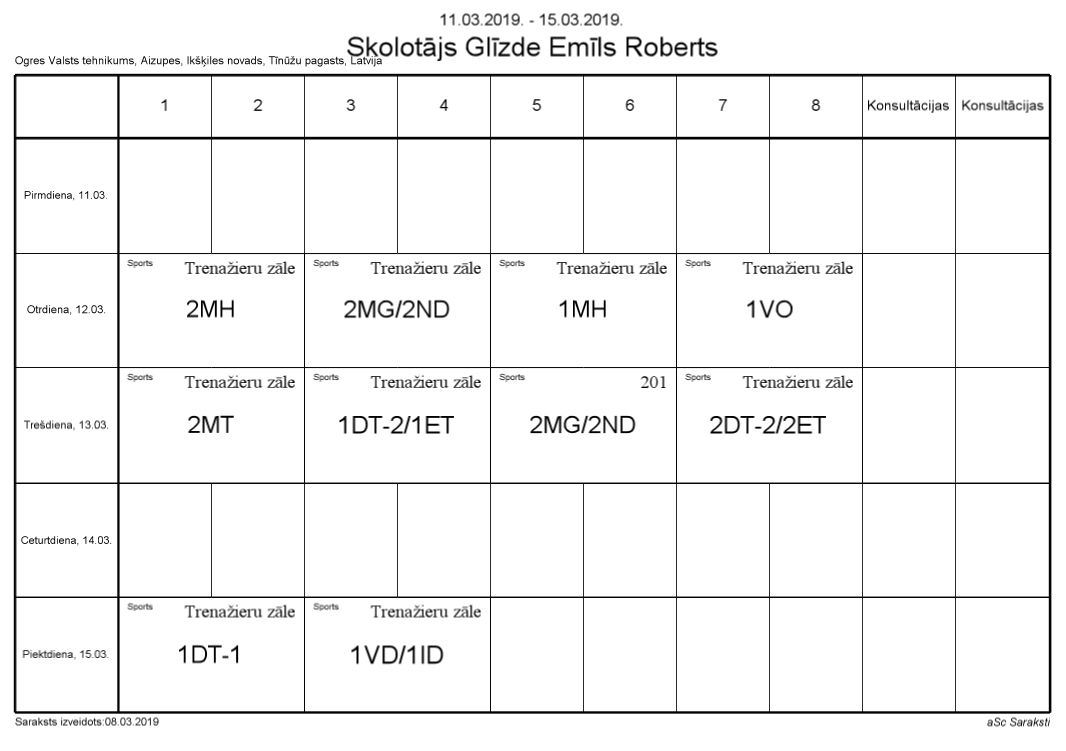 11.03.2019. - 15.03.2019.
Skolotājs Glīzde Emīls Roberts
Ogres Valsts tehnikums, Aizupes, Ikšķiles novads, Tīnūžu pagasts, Latvija
1 2 3 4 5 6 7 8 Konsultācijas Konsultācijas
Pirmdiena, 11.03.
Sports Trenažieru zāle Sports Trenažieru zāle Sports Trenažieru zāle Sports Trenažieru zāle
Otrdiena, 12.03. 2MH 2MG/2ND 1MH 1VO
Sports Trenažieru zāle Sports Trenažieru zāle Sports 201 Sports Trenažieru zāle
Trešdiena, 13.03. 2MT 1DT-2/1ET 2MG/2ND 2DT-2/2ET
Ceturtdiena, 14.03.
Sports Trenažieru zāle Sports Trenažieru zāle
Piektdiena, 15.03. 1DT-1 1VD/1ID
Saraksts izveidots:08.03.2019 aSc Saraksti